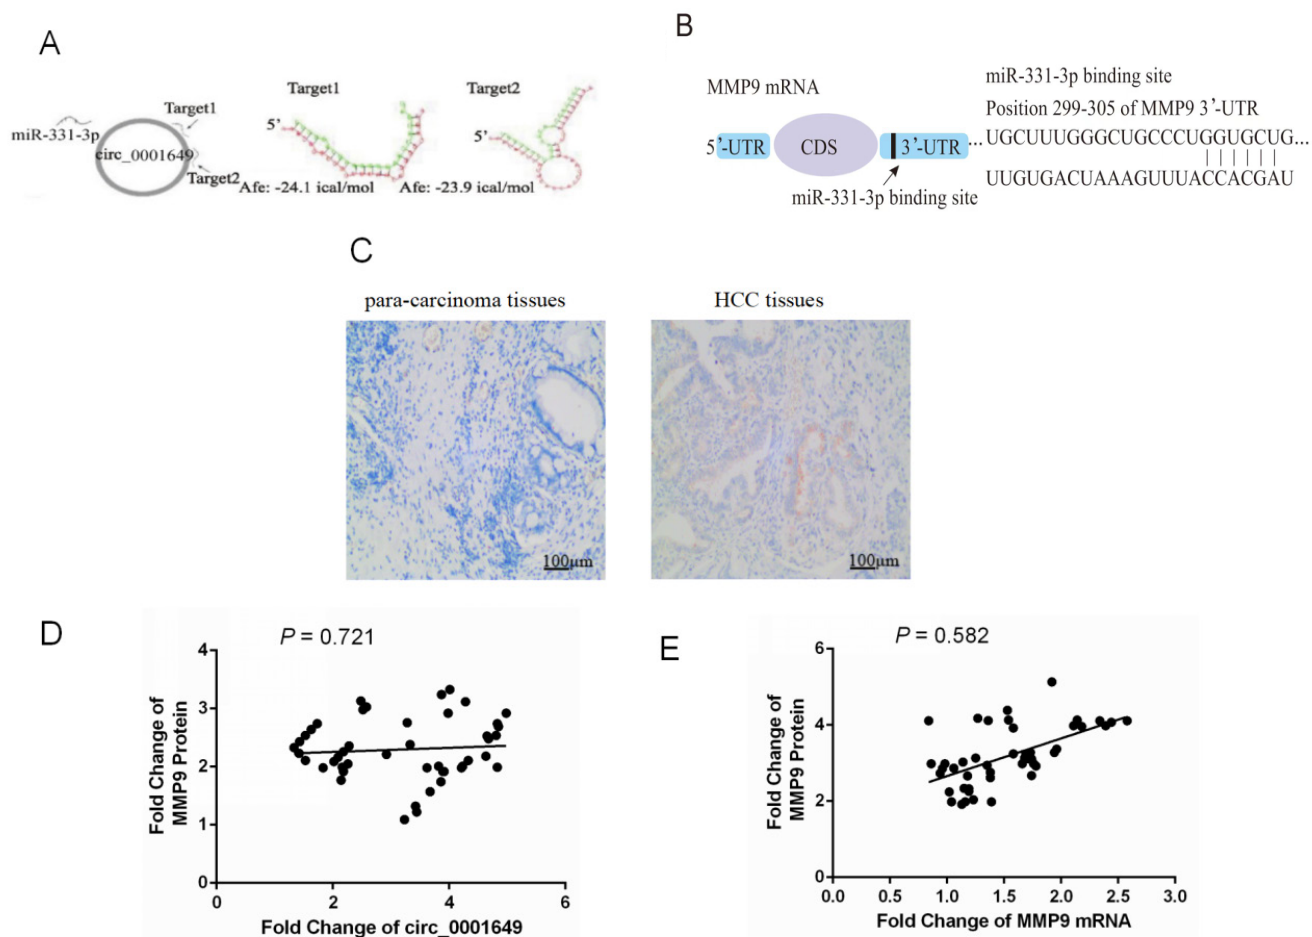 A
Target1
miR-331-3p
circ_0001649
Target2
Target1
5’
Afe: -24.1 ical/mol
Target2
5’
Afe: -23.9 ical/mol
B
MMP9 mRNA
5’-UTR
CDS
3’-UTR
miR-331-3p binding site
miR-331-3p binding site
Position 299-305 of MMP9 3’-UTR
...UGCUUUGGGCUGCCCUGGUGCUG...
UUGUGACUAAAGUUUACCACGAU
C
para-carcinoma tissues
HCC tissues
100μm
100μm
D
P = 0.721
Fold Change of
MMP9 Protein
4
3
2
1
0
0
2
4
6
Fold Change of circ_0001649
E
P = 0.582
Fold Change of
MMP9 Protein
6
4
2
0
0.0
0.5
1.0
1.5
2.0
2.5
3.0
Fold Change of MMP9 mRNA